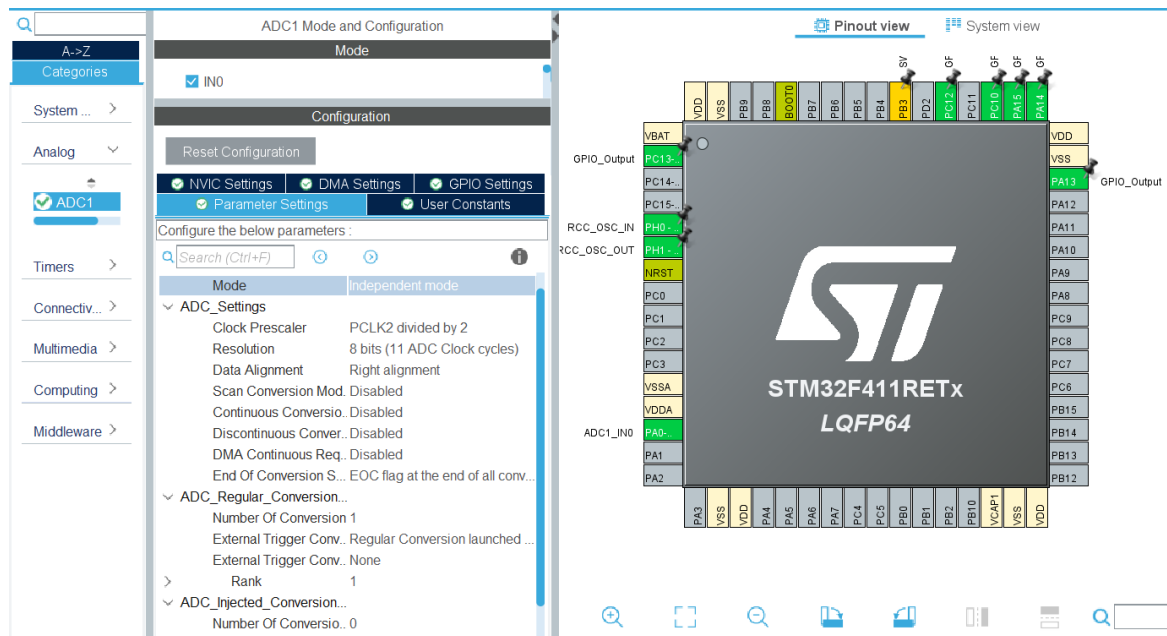 ADC1 Mode and Configuration
Mode
IN0
Configuration
Reset Configuration
NVIC Settings
DMA Settings
GPIO Settings
Parameter Settings
User Constants
Configure the below parameters :
Search (Ctrl+F)
Mode Independent mode
ADC_Settings
Clock Prescaler PCLK2 divided by 2
Resolution 8 bits (11 ADC Clock cycles)
Data Alignment Right alignment
Scan Conversion Mod. Disabled
Continuous Conversio.. Disabled
Discontinuous Conver.. Disabled
DMA Continuous Req.. Disabled
End Of Conversion S... EOC flag at the end of all conv...
ADC_Regular_Conversion...
Number Of Conversion 1
External Trigger Conv.. Regular Conversion launched ...
External Trigger Conv.. None
Rank 1
ADC_Injected_Conversion...
Number Of Conversio.. 0
A->Z
Categories
System ...
Analog
ADC1
Timers
Connectiv...
Multimedia
Computing
Middleware
Pinout view
System view
SV
GF
GF
GF
GF
VDD
VSS
PB9
PB8
BOOT0
PB7
PB6
PB5
PB4
PB3
PD2
PC12
PC11
PC10
PA15
PA14
VBAT
GPIO_Output PC13-..
PC14-..
PC15-..
RCC_OSC_IN PH0 - ..
RCC_OSC_OUT PH1 - ..
NRST
PC0
PC1
PC2
PC3
VSSA
VDDA
ADC1_IN0 PA0-..
PA1
PA2
STM32F411RETx
LQFP64
VDD
VSS
PA13 GPIO_Output
PA12
PA11
PA10
PA9
PA8
PC9
PC8
PC7
PC6
PB15
PB14
PB13
PB12
PA3
VSS
VDD
PA4
PA5
PA6
PA7
PC4
PC5
PB0
PB1
PB2
PB10
VCAP1
VSS
VDD